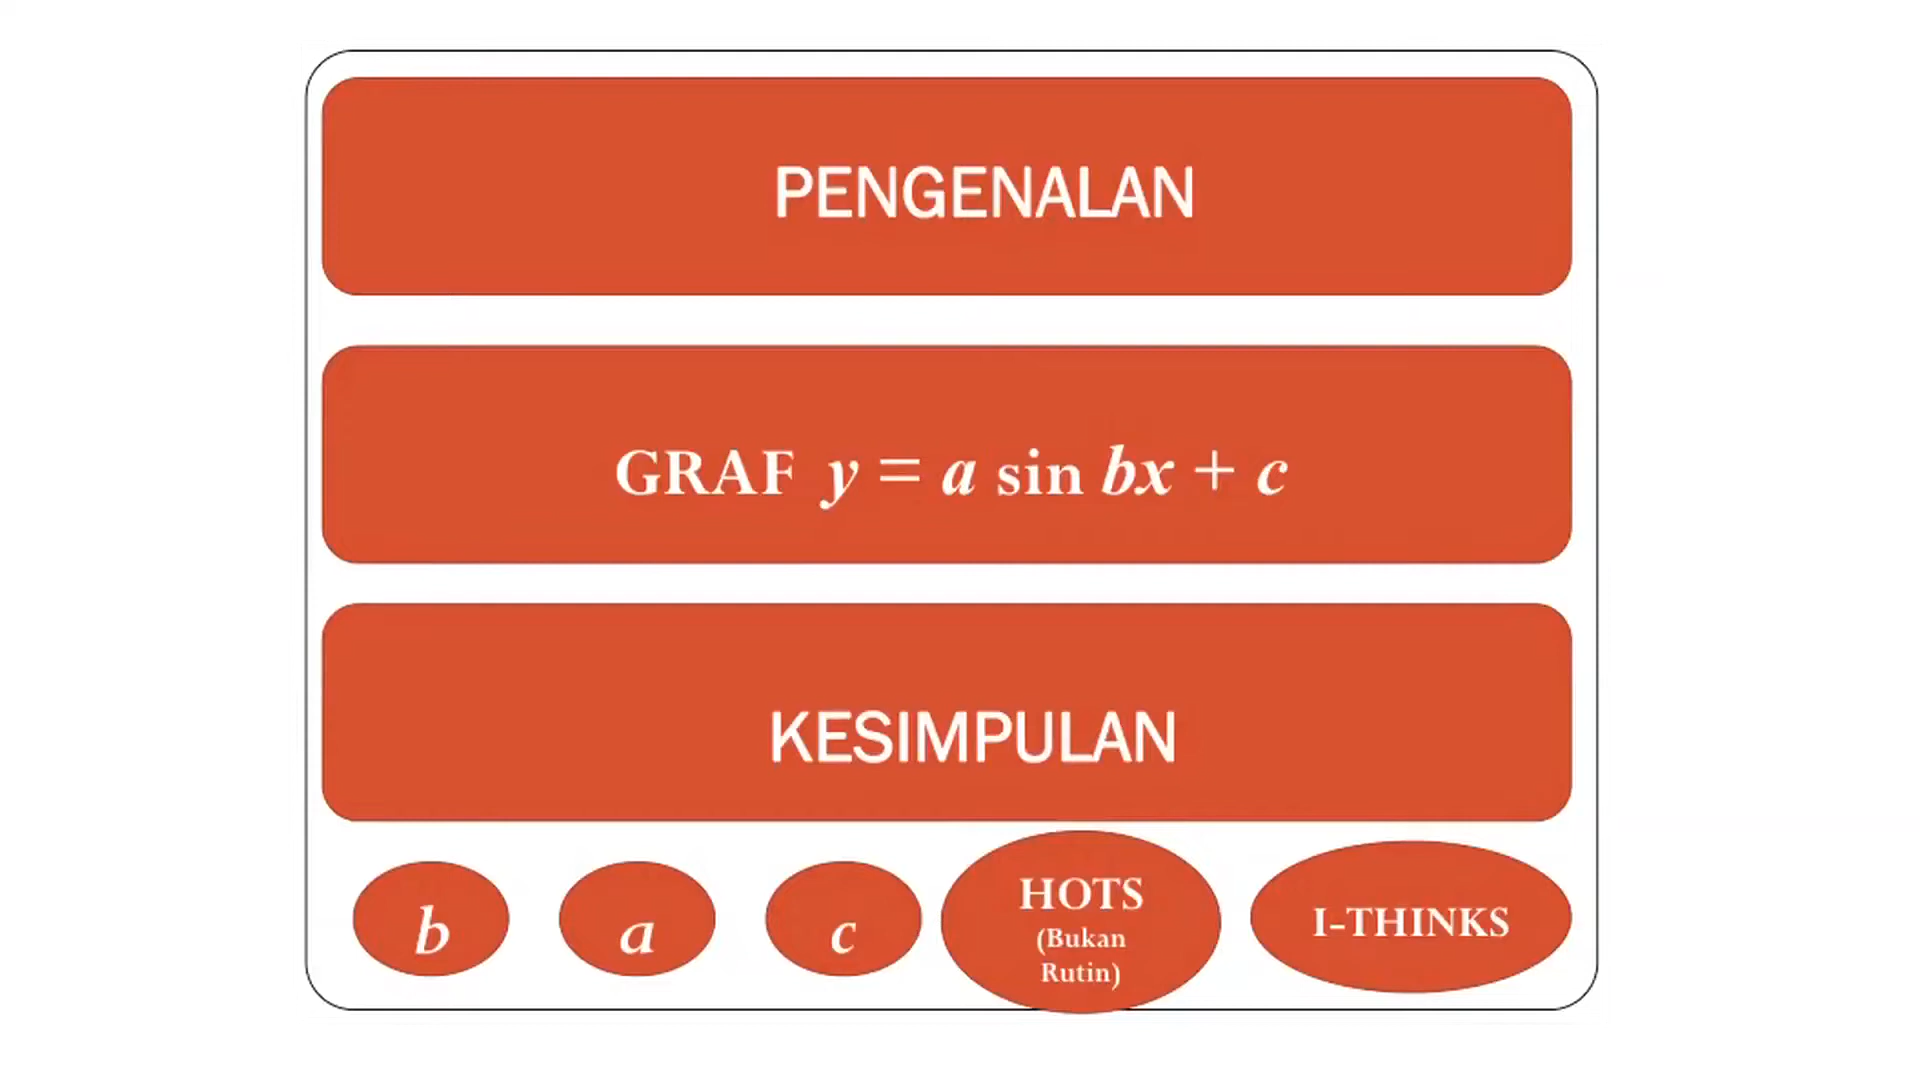 PENGENALAN
GRAF y = a sin bx + c
KESIMPULAN
b
a
c
HOTS
(Bukan
Rutin)
I-THINKS